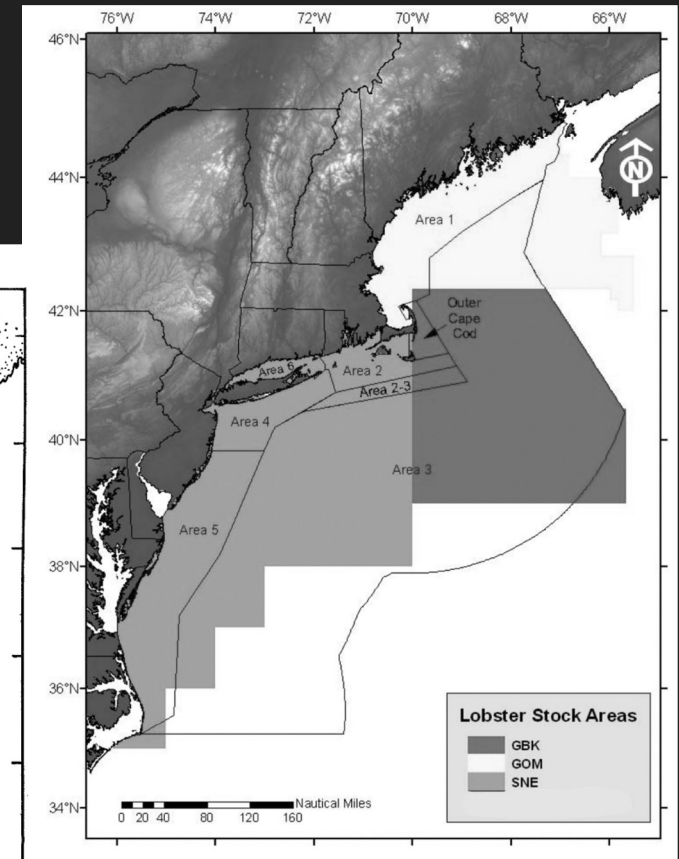 76°W 74°W 72°W 70°W 68°W 66°W
46°N
44°N
42°N
40°N
38°N
36°N
34°N
N
Area 1
Outer
Cape
Cod
Area 6
Area 2
Area 2-3
Area 4
Area 3
Area 5
Lobster Stock Areas
GBK
GOM
SNE
Nautical Miles
0 20 40 80 120 160